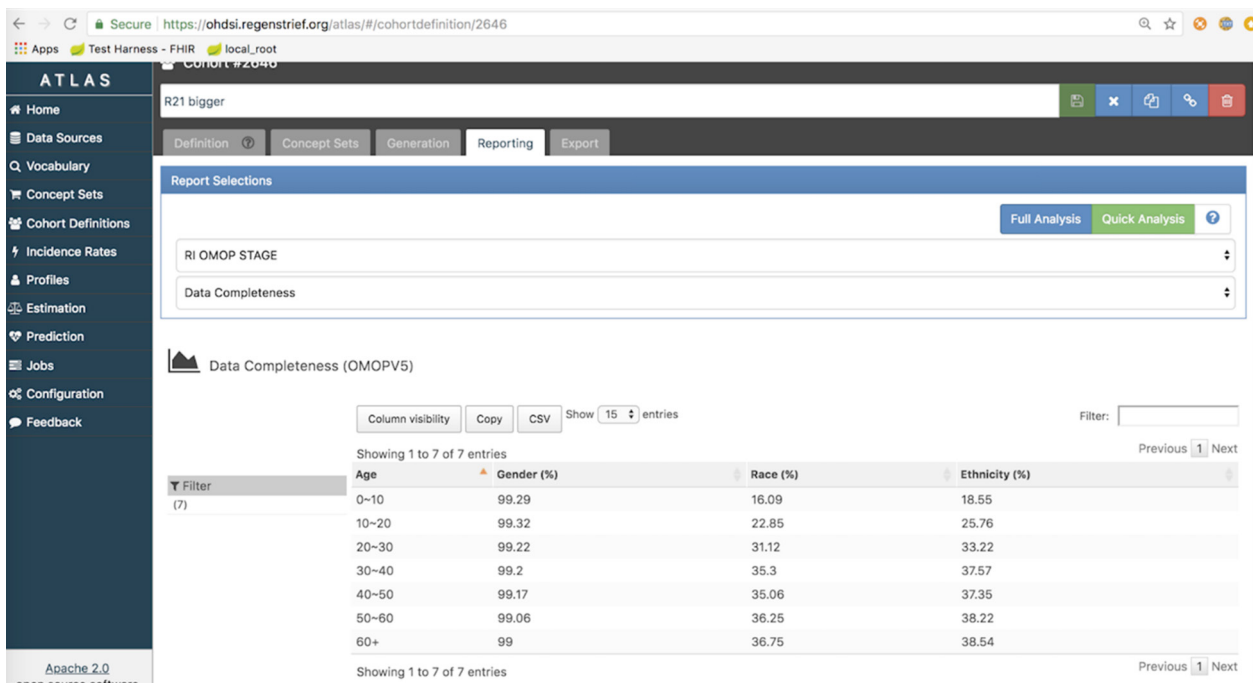 Secure https://ohdsi.regenstrief.org/atlas/#/cohortdefinition/2646
Apps Test Harness - FHIR local_root
ATLAS
Home
Data Sources
Vocabulary
Concept Sets
Cohort Definitions
Incidence Rates
Profiles
Estimation
Prediction
Jobs
Configuration
Feedback
Apache 2.0
open source software
Cohort #2646
R21 bigger
Definition Concept Sets Generation Reporting Export
Report Selections
Full Analysis Quick Analysis ?
RI OMOP STAGE
Data Completeness
Data Completeness (OMOPV5)
Column visibility Copy CSV Show 15 entries Filter:
Showing 1 to 7 of 7 entries Previous 1 Next
Filter
(7)
Age Gender (%) Race (%) Ethnicity (%)
0~10 99.29 16.09 18.55
10~20 99.32 22.85 25.76
20~30 99.22 31.12 33.22
30~40 99.2 35.3 37.57
40~50 99.17 35.06 37.35
50~60 99.06 36.25 38.22
60+ 99 36.75 38.54
Showing 1 to 7 of 7 entries Previous 1 Next